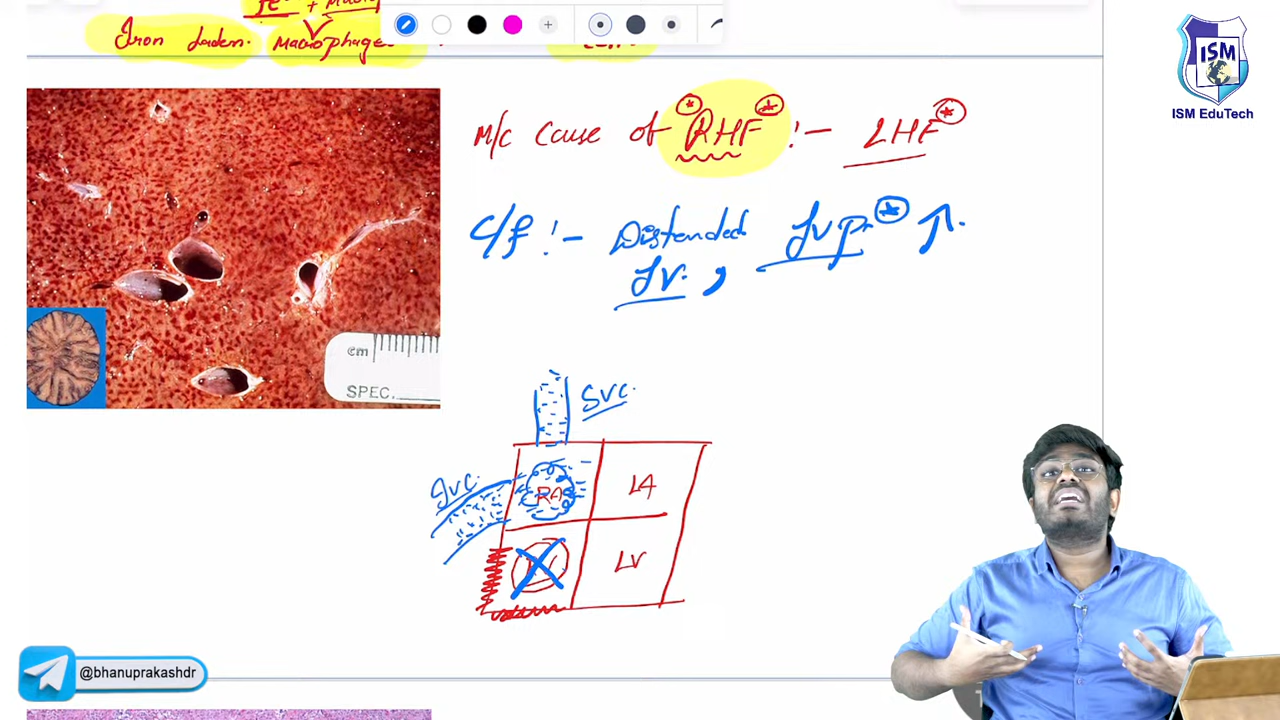 Iron laden Macrophages
ISM
ISM EduTech
M/c cause of RHF :- LHF
C/f :- Distended JVP ↑
JV,
cm
SPEC.
SVC
IVC
RA
LA
LV
@bhanuprakashdr